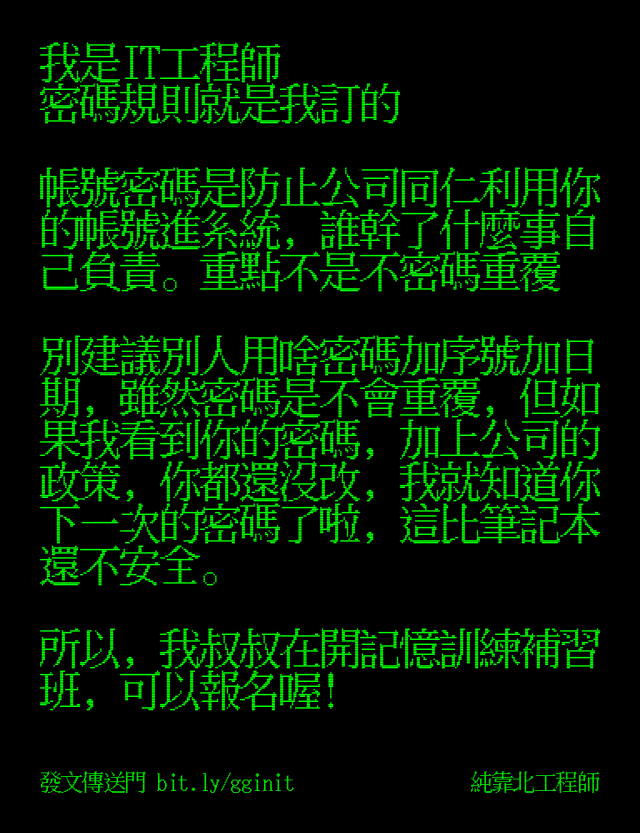 我是IT工程師
密碼規則就是我訂的
帳號密碼是防止公司同仁利用你
的帳號進系統，誰幹了什麼事自
己負責。重點不是不密碼重覆
別建議別人用啥密碼加序號加日
期，雖然密碼是不會重覆，但如
果我看到你的密碼，加上公司的
政策，你都還沒改，我就知道你
下一次的密碼了啦，這比筆記本
還不安全。
所以，我叔叔在開記憶訓練補習
班，可以報名喔!
發文傳送門 bit.ly/gginit
純靠北工程師